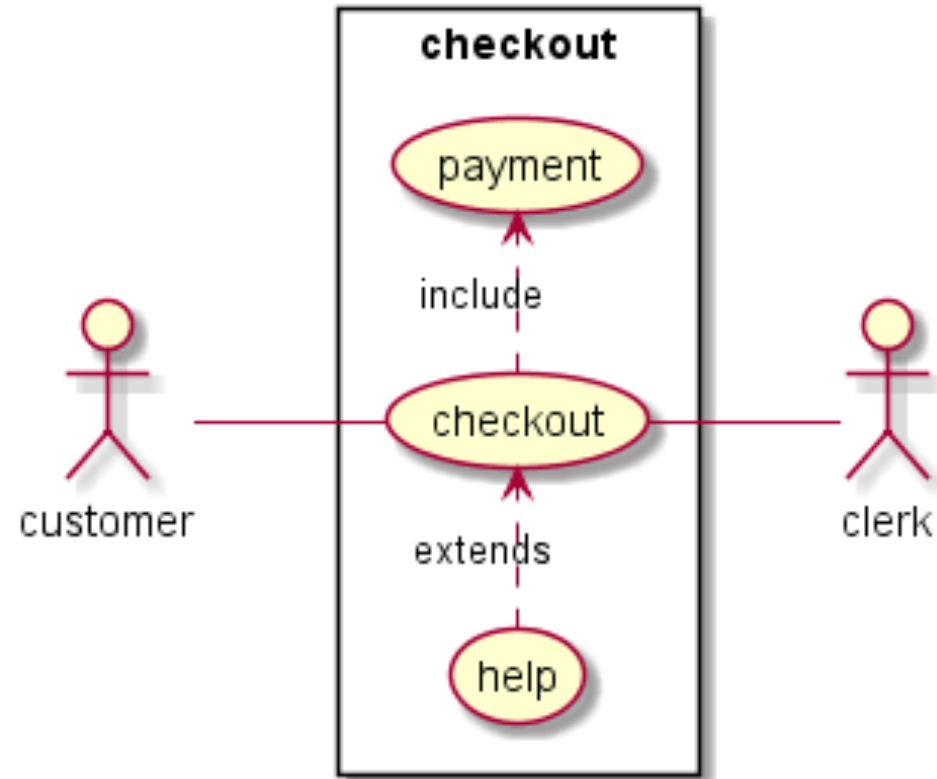 checkout
payment
include
checkout
customer
clerk
extends
help